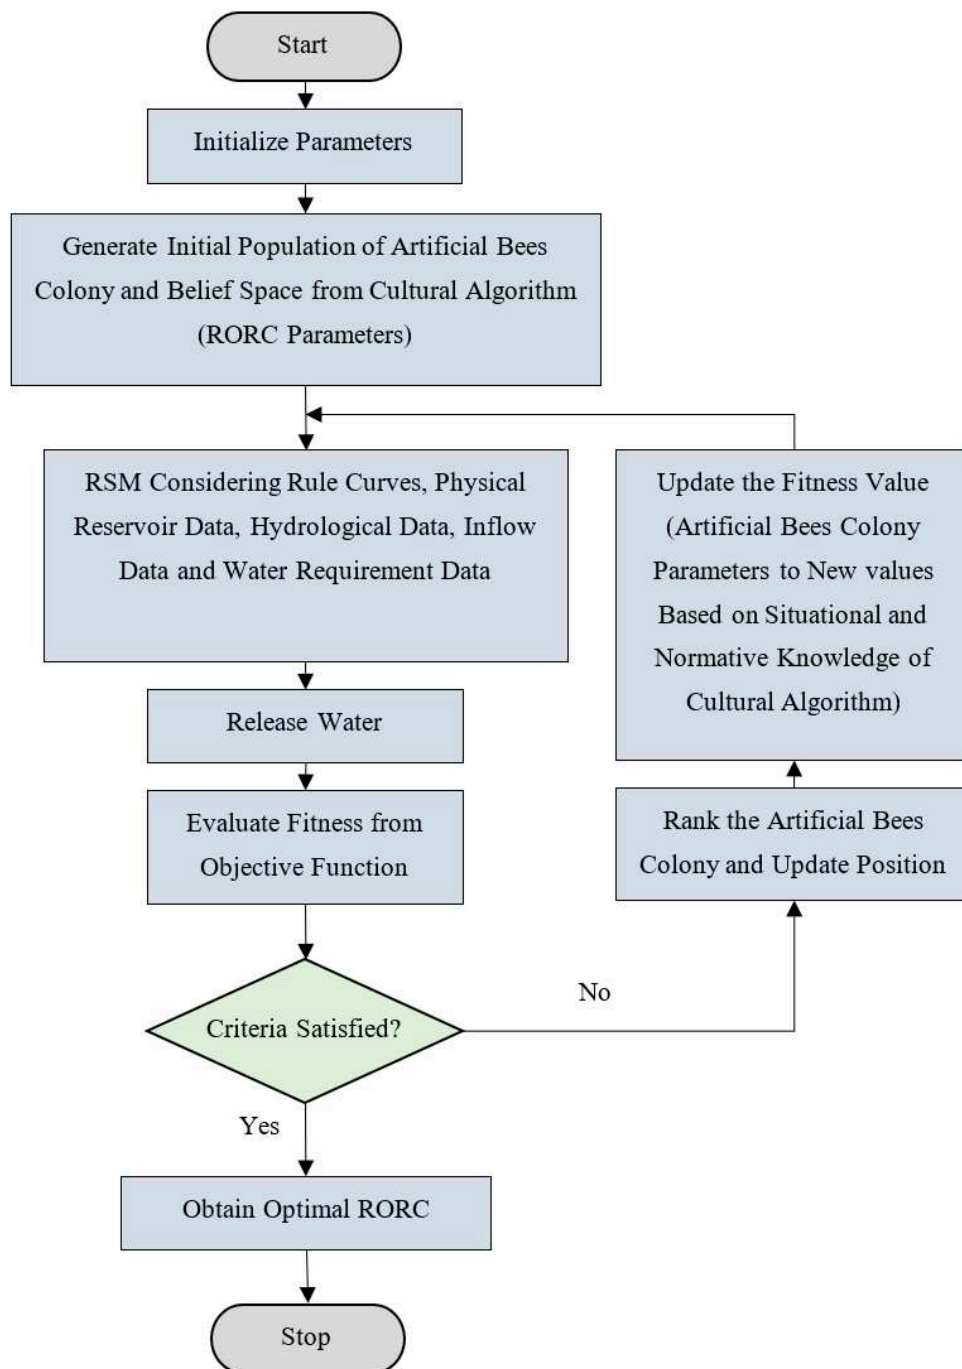 Start
Initialize Parameters
Generate Initial Population of Artificial Bees
Colony and Belief Space from Cultural Algorithm
(RORC Parameters)
RSM Considering Rule Curves, Physical
Reservoir Data, Hydrological Data, Inflow
Data and Water Requirement Data
Release Water
Evaluate Fitness from
Objective Function
Criteria Satisfied?
No
Rank the Artificial Bees
Colony and Update Position
Update the Fitness Value
(Artificial Bees Colony
Parameters to New values
Based on Situational and
Normative Knowledge of
Cultural Algorithm)
Yes
Obtain Optimal RORC
Stop